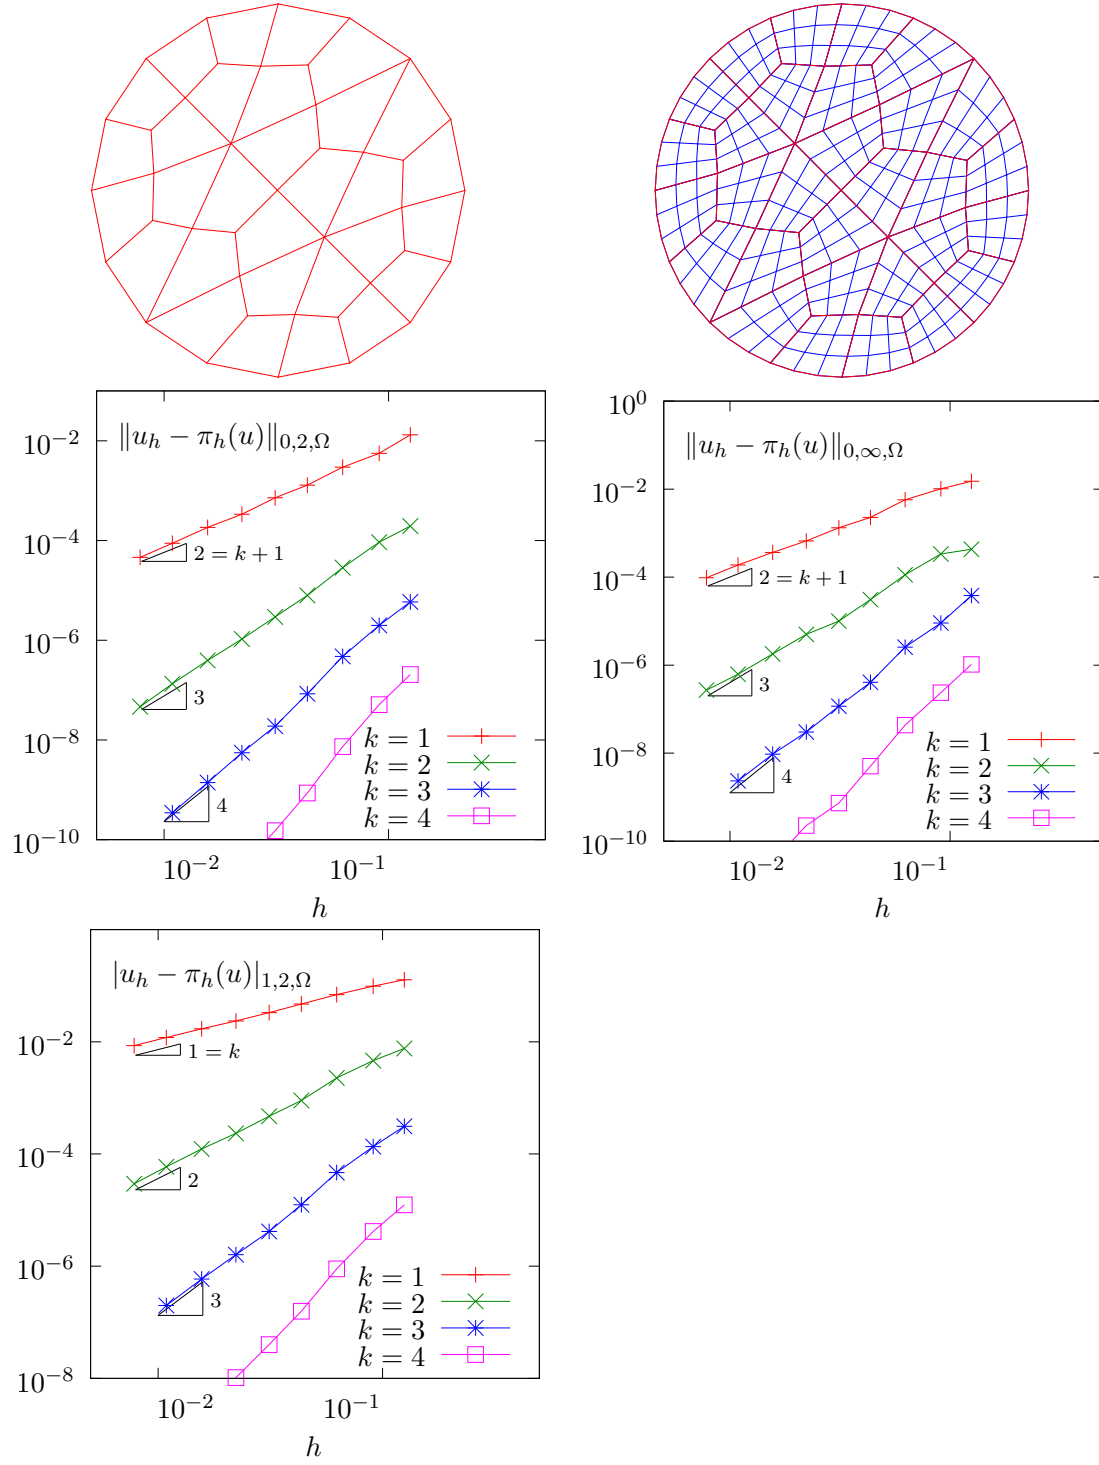 ‖u_h − π_h(u)‖_{0,2,Ω}
10^{-2}
10^{-4}
10^{-6}
10^{-8}
10^{-10}
2 = k + 1
3
4
k = 1
k = 2
k = 3
k = 4
10^{-2}
10^{-1}
h
‖u_h − π_h(u)‖_{0,∞,Ω}
10^{0}
10^{-2}
10^{-4}
10^{-6}
10^{-8}
10^{-10}
2 = k + 1
3
4
k = 1
k = 2
k = 3
k = 4
10^{-2}
10^{-1}
h
|u_h − π_h(u)|_{1,2,Ω}
10^{-2}
10^{-4}
10^{-6}
10^{-8}
1 = k
2
3
k = 1
k = 2
k = 3
k = 4
10^{-2}
10^{-1}
h